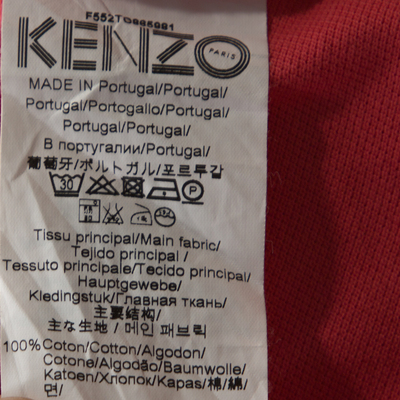 F552TO985981
KENZO
PARIS
MADE IN Portugal/Portugal/
Portugal/Portogallo/Portugal/
Portugal/Portugal/
В португалии/Portugal/
葡萄牙/ポルトガル/포르투갈
30 P
Tissu principal/Main fabric/
Tejido principal /
Tessuto principale/Tecido principal/
Hauptgewebe/
Kledingstuk/Главная ткань/
主要结构/
主な生地 / 메인 패브릭
100% Coton/Cotton/Algodon/
Cotone/Algodão/Baumwolle/
Katoen/Хлопок/Kapas/棉/綿/
면/